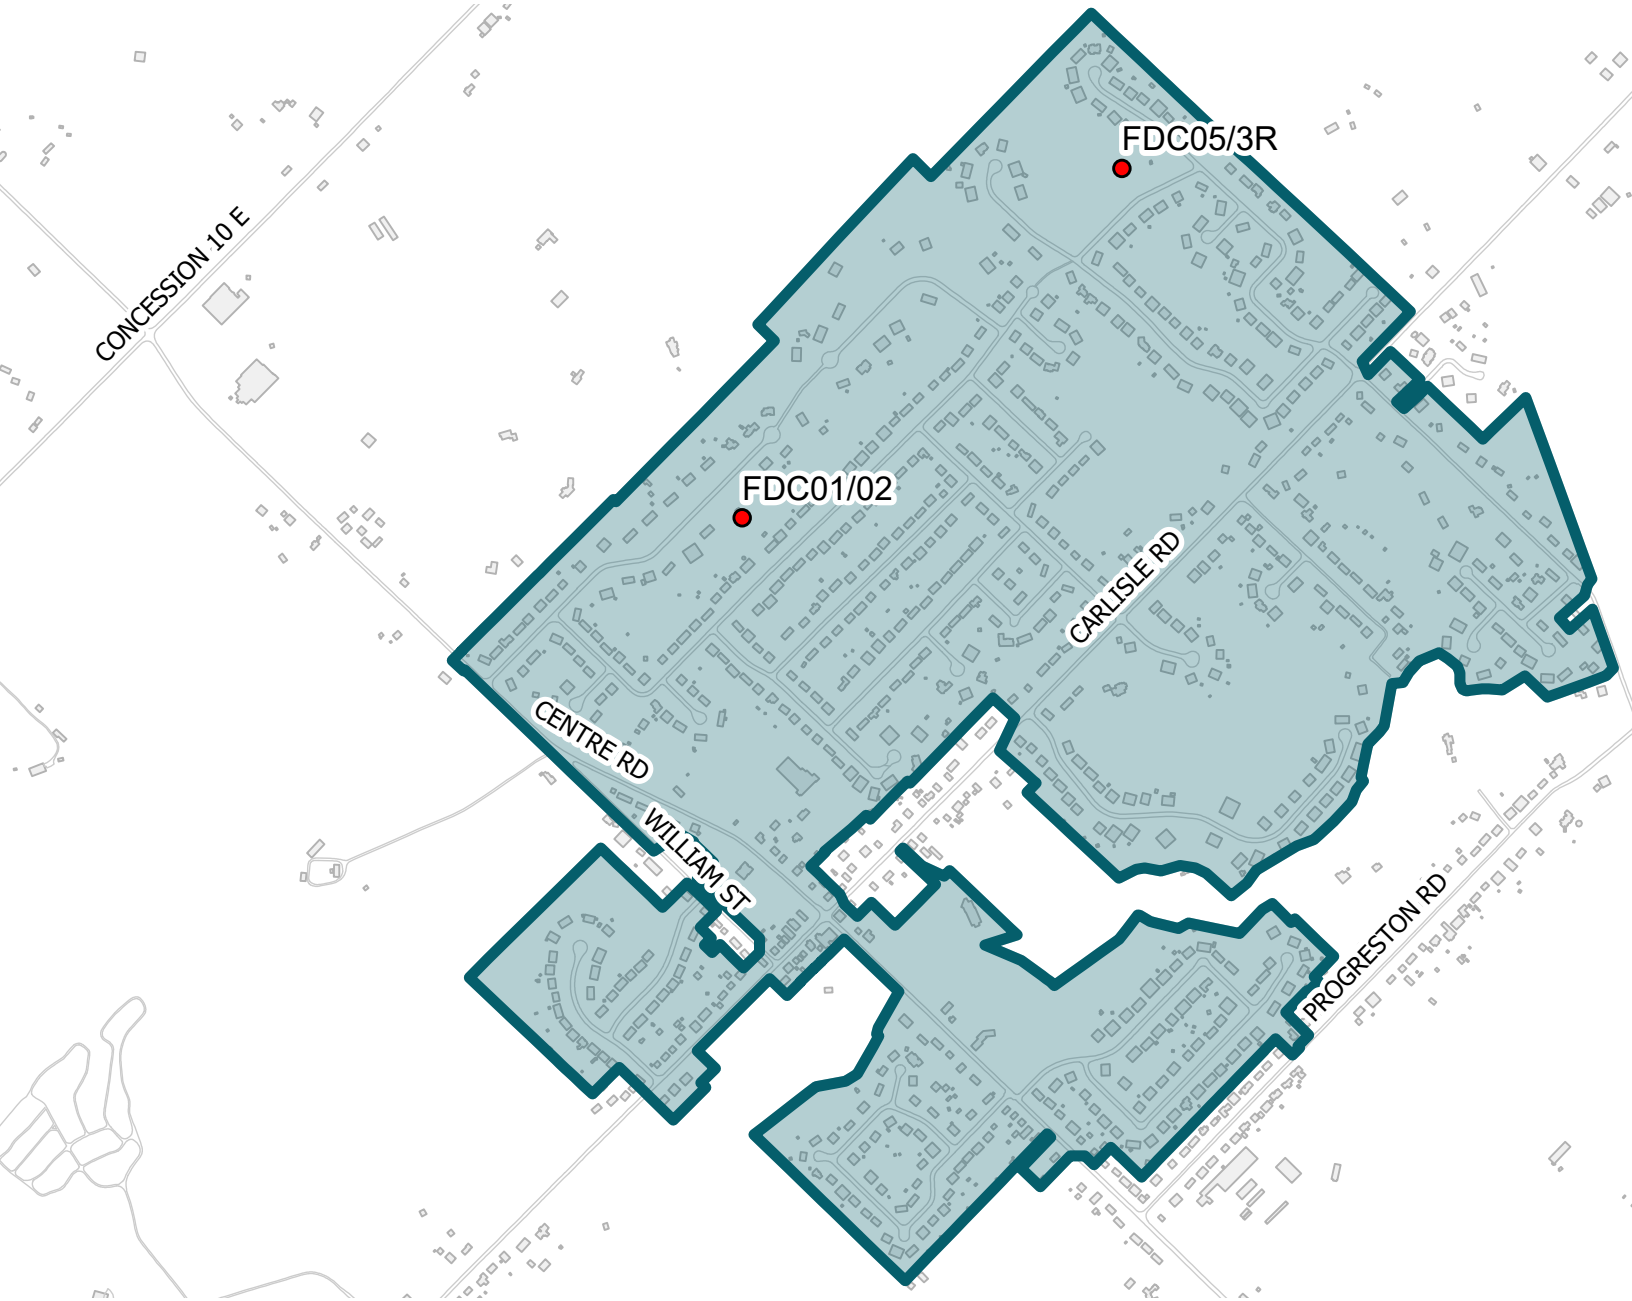 FDC05/3R
CONCESSION 10 E
FDC01/02
CARLISLE RD
CENTRE RD
WILLIAM ST
PROGRESTON RD